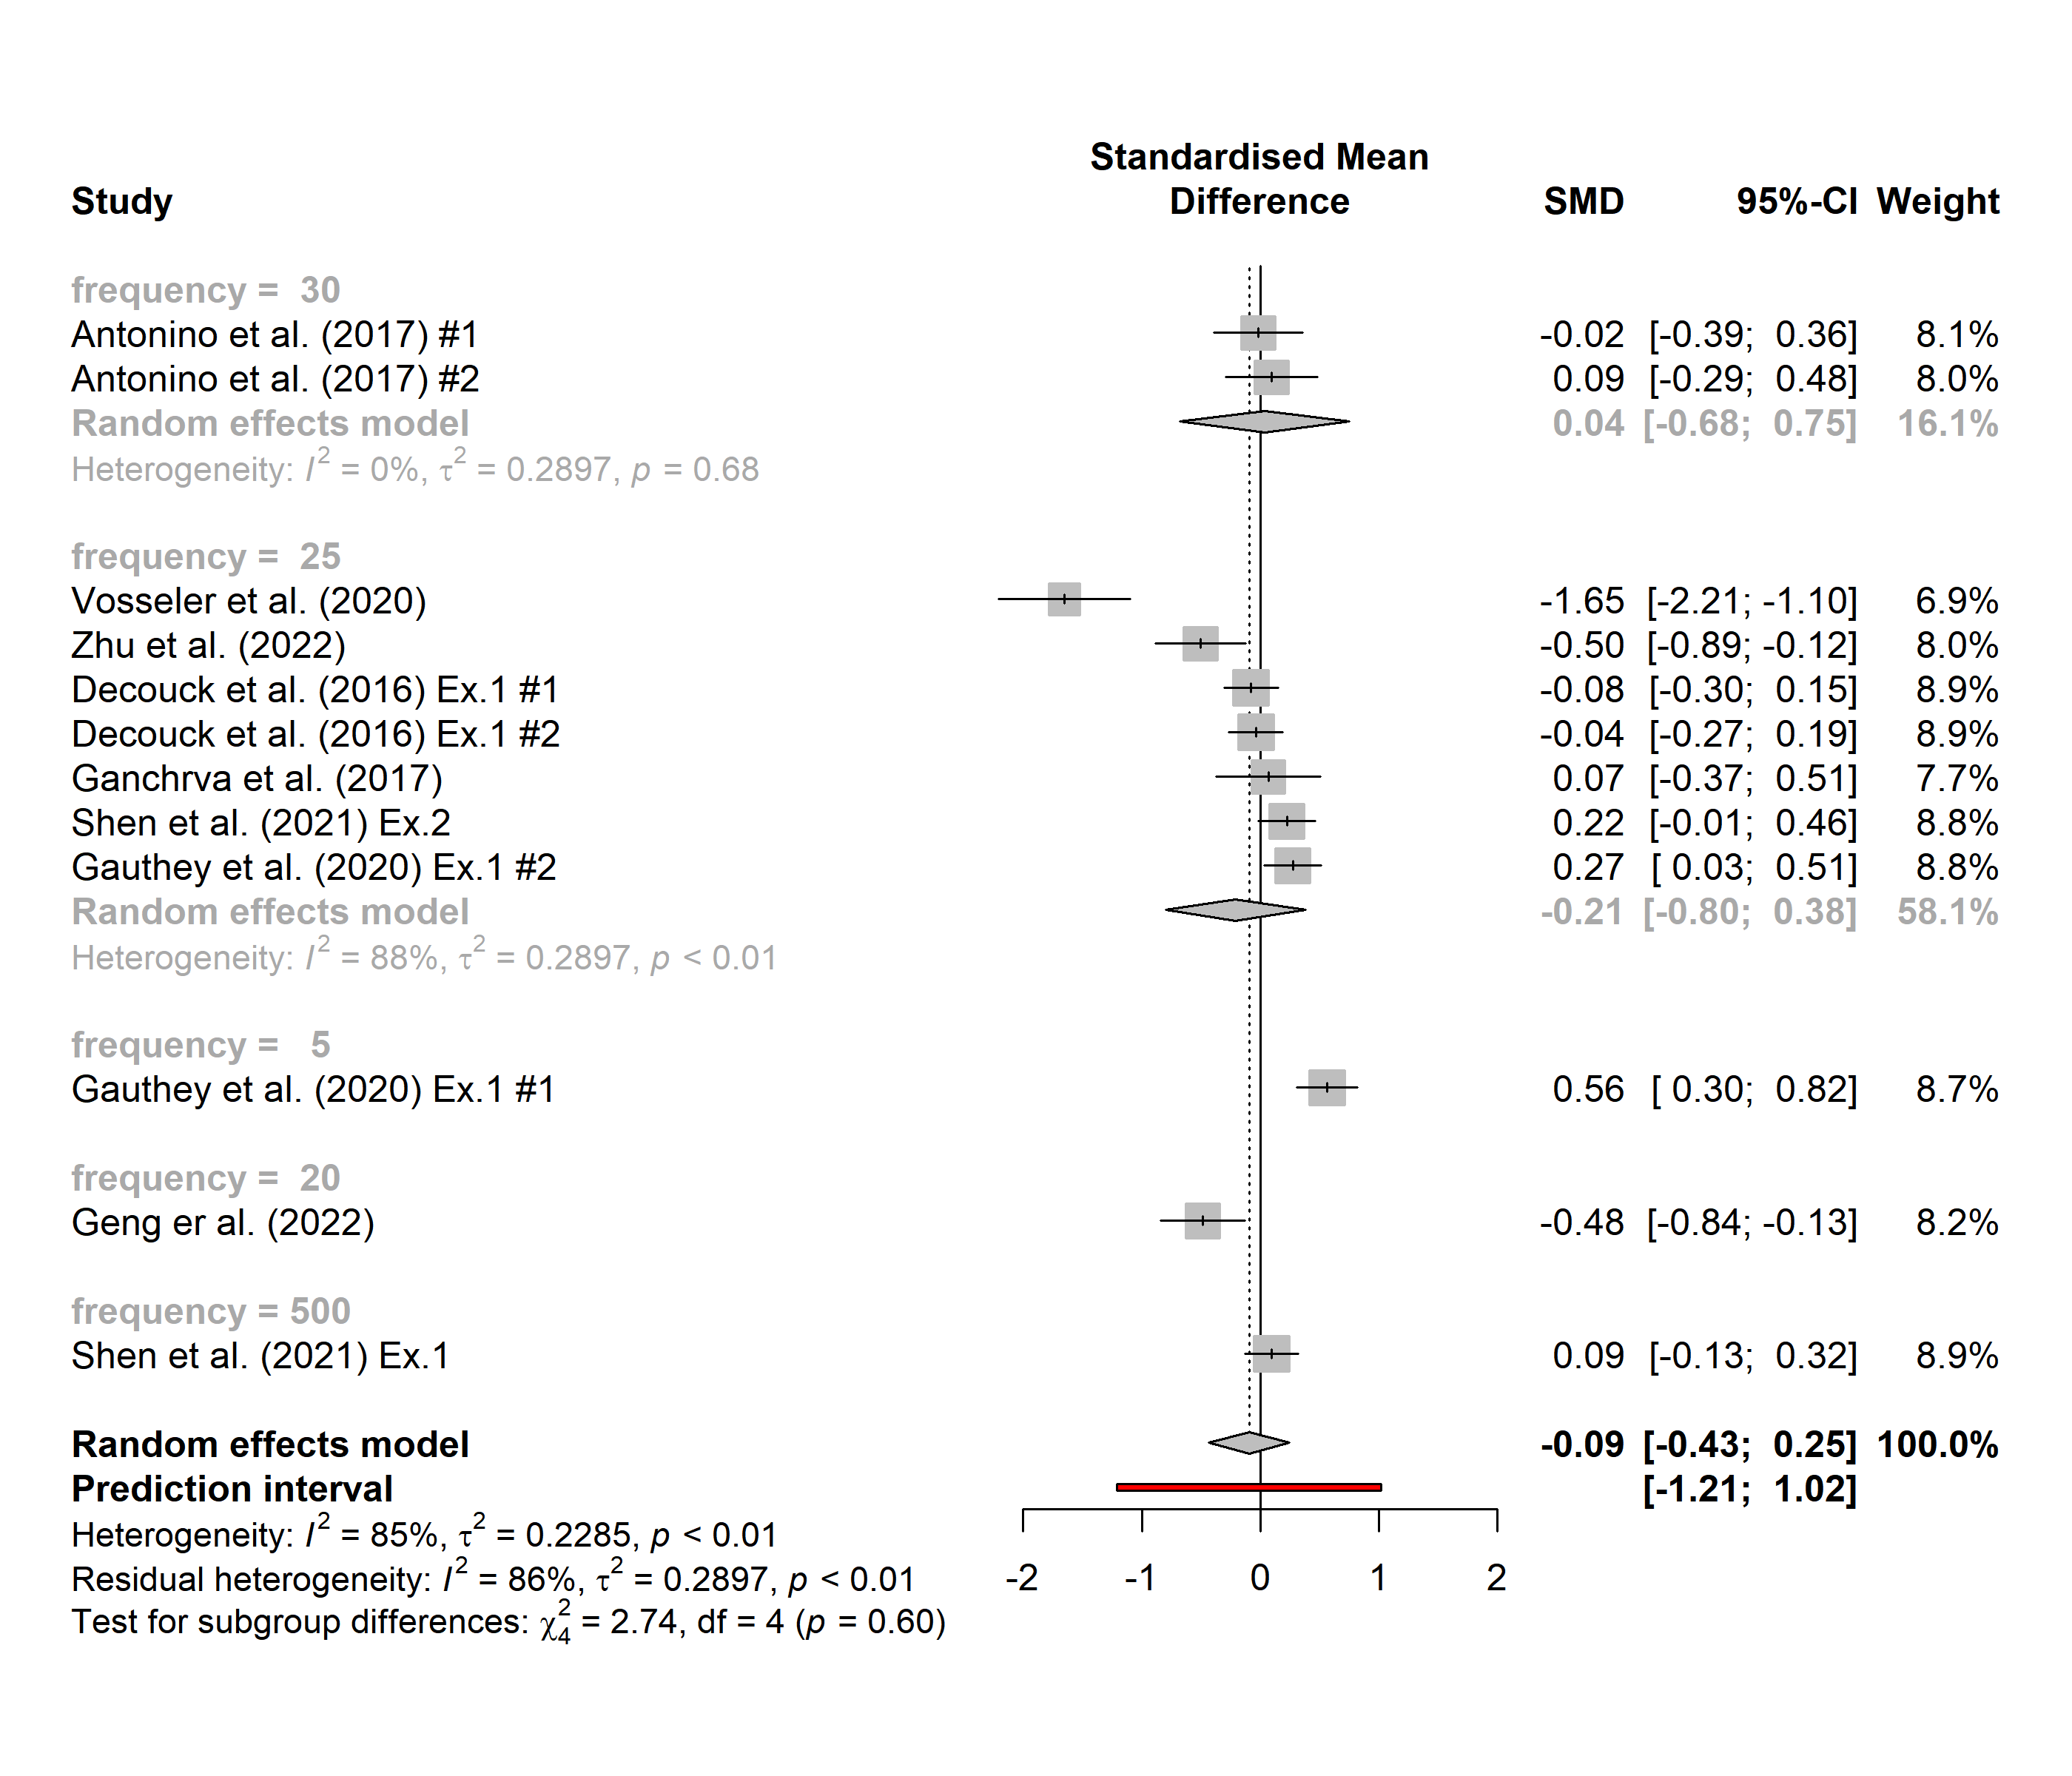 Standardised Mean
Study Difference SMD 95%-CI Weight
frequency = 30
Antonino et al. (2017) #1 -0.02 [-0.39; 0.36] 8.1%
Antonino et al. (2017) #2 0.09 [-0.29; 0.48] 8.0%
Random effects model 0.04 [-0.68; 0.75] 16.1%
Heterogeneity: I² = 0%, τ² = 0.2897, p = 0.68
frequency = 25
Vosseler et al. (2020) -1.65 [-2.21; -1.10] 6.9%
Zhu et al. (2022) -0.50 [-0.89; -0.12] 8.0%
Decouck et al. (2016) Ex.1 #1 -0.08 [-0.30; 0.15] 8.9%
Decouck et al. (2016) Ex.1 #2 -0.04 [-0.27; 0.19] 8.9%
Ganchrva et al. (2017) 0.07 [-0.37; 0.51] 7.7%
Shen et al. (2021) Ex.2 0.22 [-0.01; 0.46] 8.8%
Gauthey et al. (2020) Ex.1 #2 0.27 [ 0.03; 0.51] 8.8%
Random effects model -0.21 [-0.80; 0.38] 58.1%
Heterogeneity: I² = 88%, τ² = 0.2897, p < 0.01
frequency = 5
Gauthey et al. (2020) Ex.1 #1 0.56 [ 0.30; 0.82] 8.7%
frequency = 20
Geng er al. (2022) -0.48 [-0.84; -0.13] 8.2%
frequency = 500
Shen et al. (2021) Ex.1 0.09 [-0.13; 0.32] 8.9%
Random effects model -0.09 [-0.43; 0.25] 100.0%
Prediction interval [-1.21; 1.02]
Heterogeneity: I² = 85%, τ² = 0.2285, p < 0.01
Residual heterogeneity: I² = 86%, τ² = 0.2897, p < 0.01
-2 -1 0 1 2
Test for subgroup differences: χ²₄ = 2.74, df = 4 (p = 0.60)